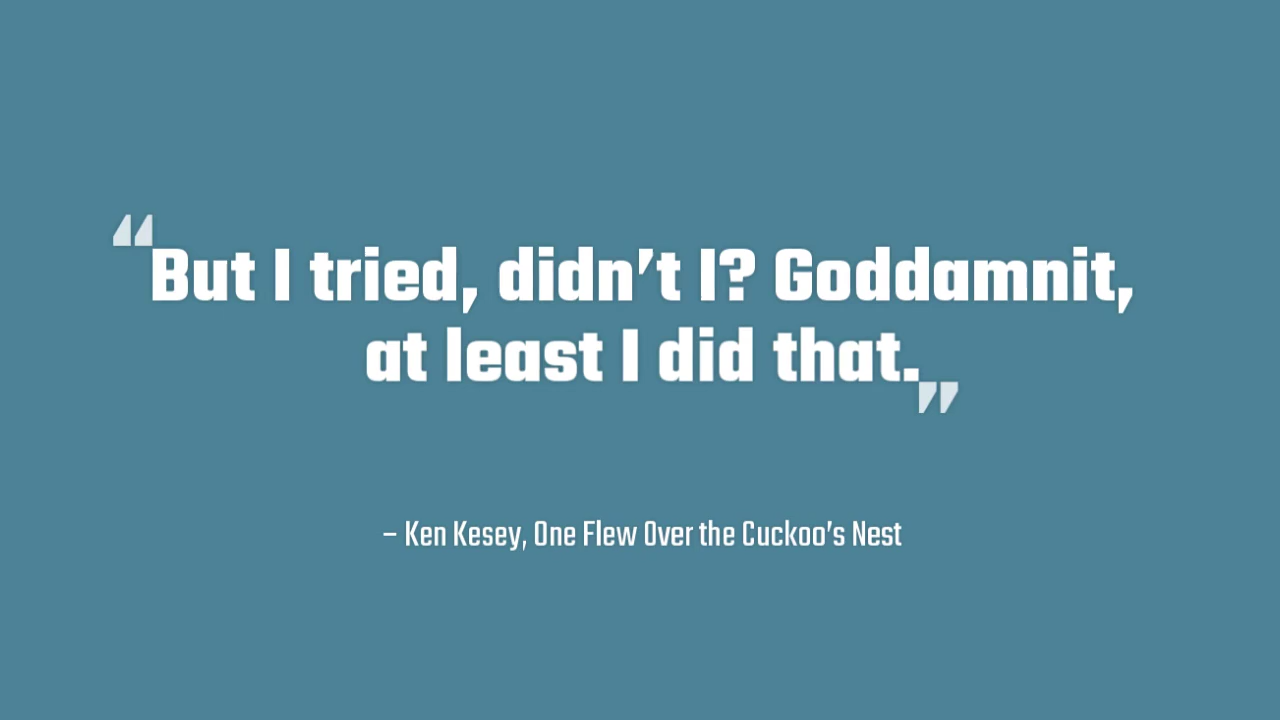 “But I tried, didn’t I? Goddamnit,
at least I did that.”
– Ken Kesey, One Flew Over the Cuckoo’s Nest